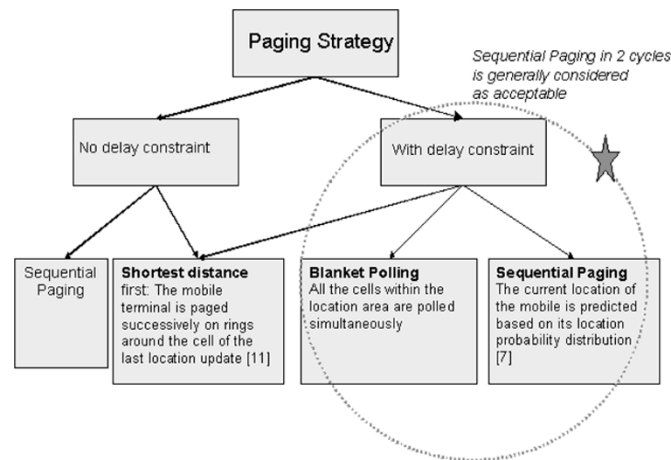 Paging Strategy
Sequential Paging in 2 cycles
is generally considered
as acceptable
No delay constraint
With delay constraint
Sequential
Paging
Shortest distance
first: The mobile
terminal is paged
successively on rings
around the cell of the
last location update [11]
Blanket Polling
All the cells within the
location area are polled
simultaneously
Sequential Paging
The current location of
the mobile is predicted
based on its location
probability distribution
[7]